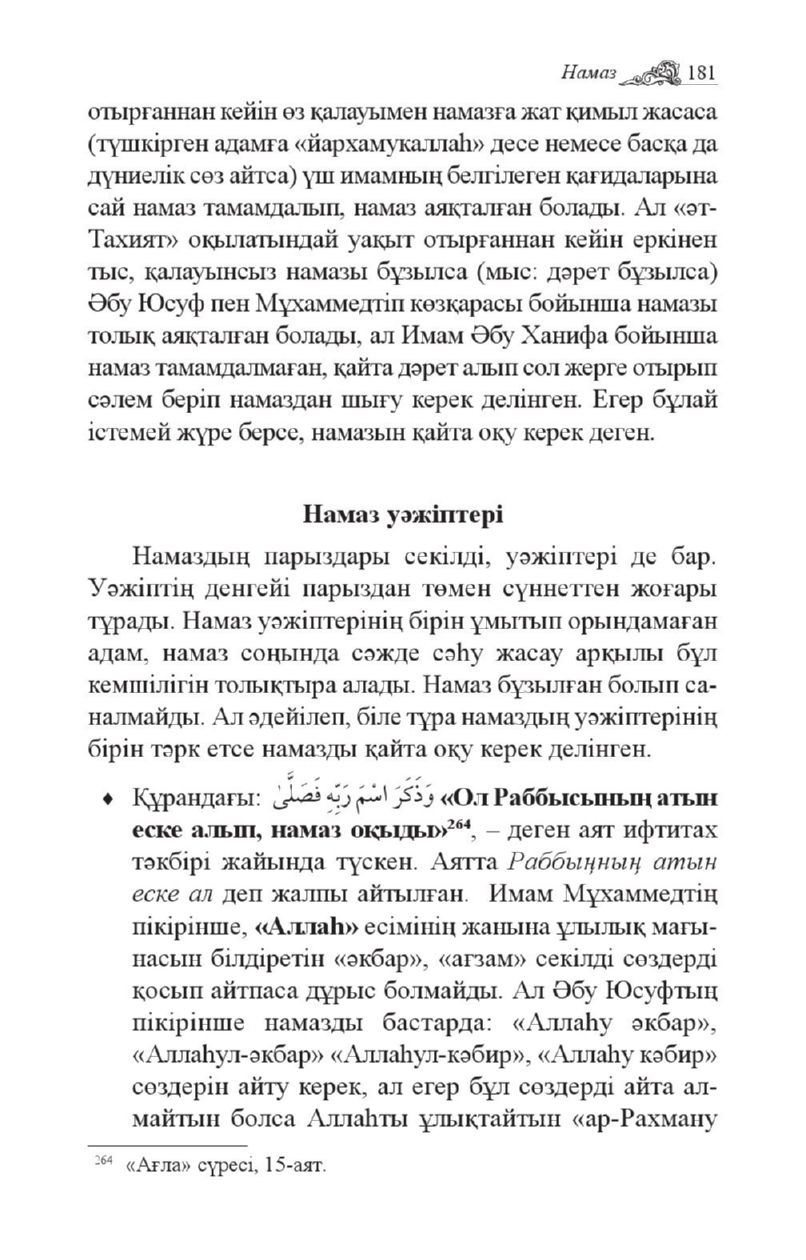 Намаз 181
отырғаннан кейін өз қалауымен намазға жат қимыл жасаса
(түшкірген адамға «йархамукаллаһ» десе немесе басқа да
дүниелік сөз айтса) үш имамның белгілеген қағидаларына
сай намаз тамамдалып, намаз аяқталған болады. Ал «әт-
Тахият» оқылатындай уақыт отырғаннан кейін еркінен
тыс, қалауынсыз намазы бұзылса (мыс: дәрет бұзылса)
Әбу Юсуф пен Мұхаммедтіп көзқарасы бойынша намазы
толық аяқталған болады, ал Имам Әбу Ханифа бойынша
намаз тамамдалмаған, қайта дәрет алып сол жерге отырып
сәлем беріп намаздан шығу керек делінген. Егер бұлай
істемей жүре берсе, намазын қайта оқу керек деген.
Намаз уәжіптері
Намаздың парыздары секілді, уәжіптері де бар.
Уәжіптің денгейі парыздан төмен сүннеттен жоғары
тұрады. Намаз уәжіптерінің бірін ұмытып орындамаған
адам, намаз соңында сәжде сәһу жасау арқылы бұл
кемшілігін толықтыра алады. Намаз бұзылған болып са-
налмайды. Ал әдейілеп, біле тұра намаздың уәжіптерінің
бірін тәрк етсе намазды қайта оқу керек делінген.
♦ Құрандағы: وَذَكَرَ اسْمَ رَبِّهِ فَصَلَّىٰ «Ол Раббысының атын
еске алып, намаз оқыды»²⁶⁴, – деген аят ифтитах
тәкбірі жайында түскен. Аятта Раббыңның атын
еске ал деп жалпы айтылған. Имам Мұхаммедтің
пікірінше, «Аллаһ» есімінің жанына ұлылық мағы-
насын білдіретін «әкбар», «ағзам» секілді сөздерді
қосып айтпаса дұрыс болмайды. Ал Әбу Юсуфтың
пікірінше намазды бастарда: «Аллаһу әкбар»,
«Аллаһул-әкбар» «Аллаһул-кәбир», «Аллаһу кәбир»
сөздерін айту керек, ал егер бұл сөздерді айта ал-
майтын болса Аллаһты ұлықтайтын «ар-Рахману
²⁶⁴ «Ағла» сүресі, 15-аят.